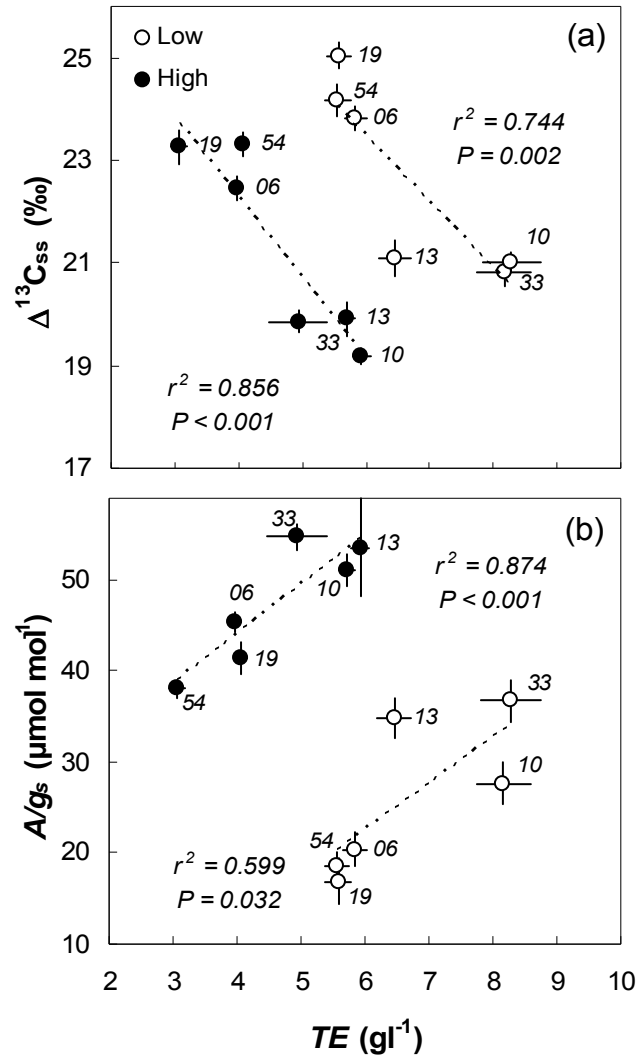 (a)
Low
High
25
23
21
19
17
Δ¹³Css (‰)
19
54
06
r² = 0.744
P = 0.002
19
54
06
10
13
33
13
33
10
r² = 0.856
P < 0.001
(b)
50
40
30
20
10
A/gs (μmol mol¹)
33
13
r² = 0.874
P < 0.001
10
06
19
54
33
13
10
54
06
r² = 0.599
P = 0.032
19
2 3 4 5 6 7 8 9 10
TE (gl⁻¹)